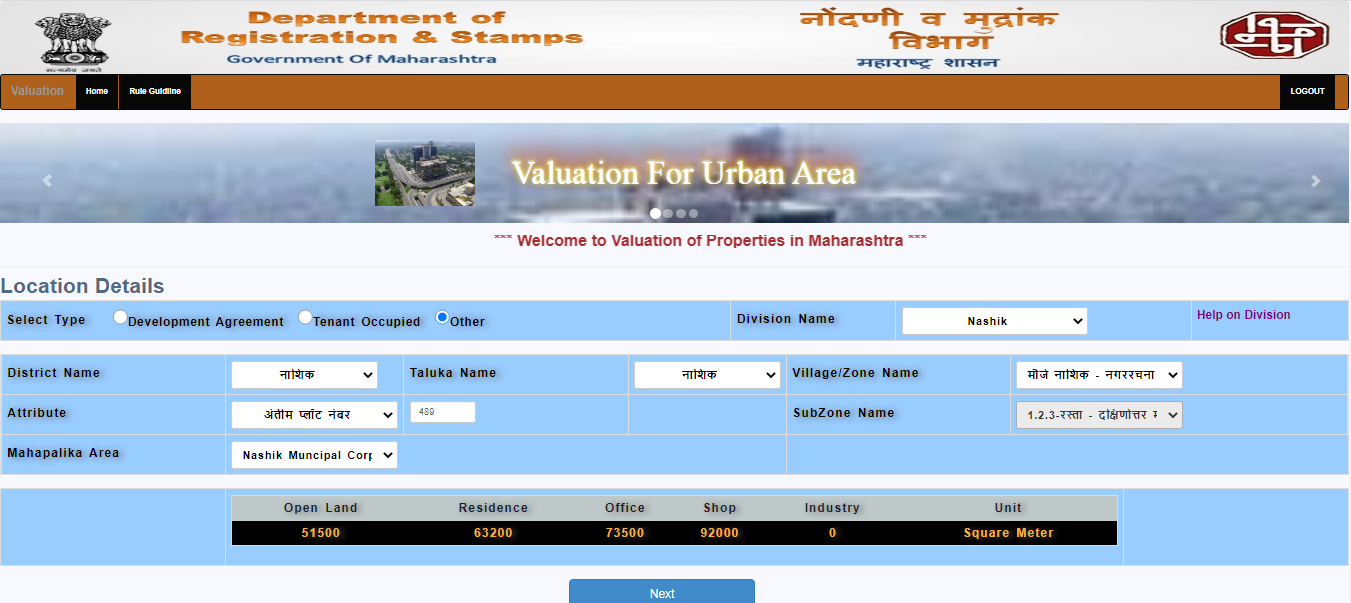 Department of
Registration & Stamps
Government Of Maharashtra
नोंदणी व मुद्रांक
विभाग
महाराष्ट्र शासन
सत्यमेव जयते
Valuation Home Rule Guidline LOGOUT
Valuation For Urban Area
*** Welcome to Valuation of Properties in Maharashtra ***
Location Details
Select Type Development Agreement Tenant Occupied Other Division Name Nashik Help on Division
District Name नाशिक Taluka Name नाशिक Village/Zone Name मौजे नाशिक - नगररचना
Attribute अंतीम प्लॉट नंबर 489 SubZone Name 1.2.3-रस्ता - दक्षिणोत्तर
Mahapalika Area Nashik Muncipal Corp
Open Land Residence Office Shop Industry Unit
51500 63200 73500 92000 0 Square Meter
Next